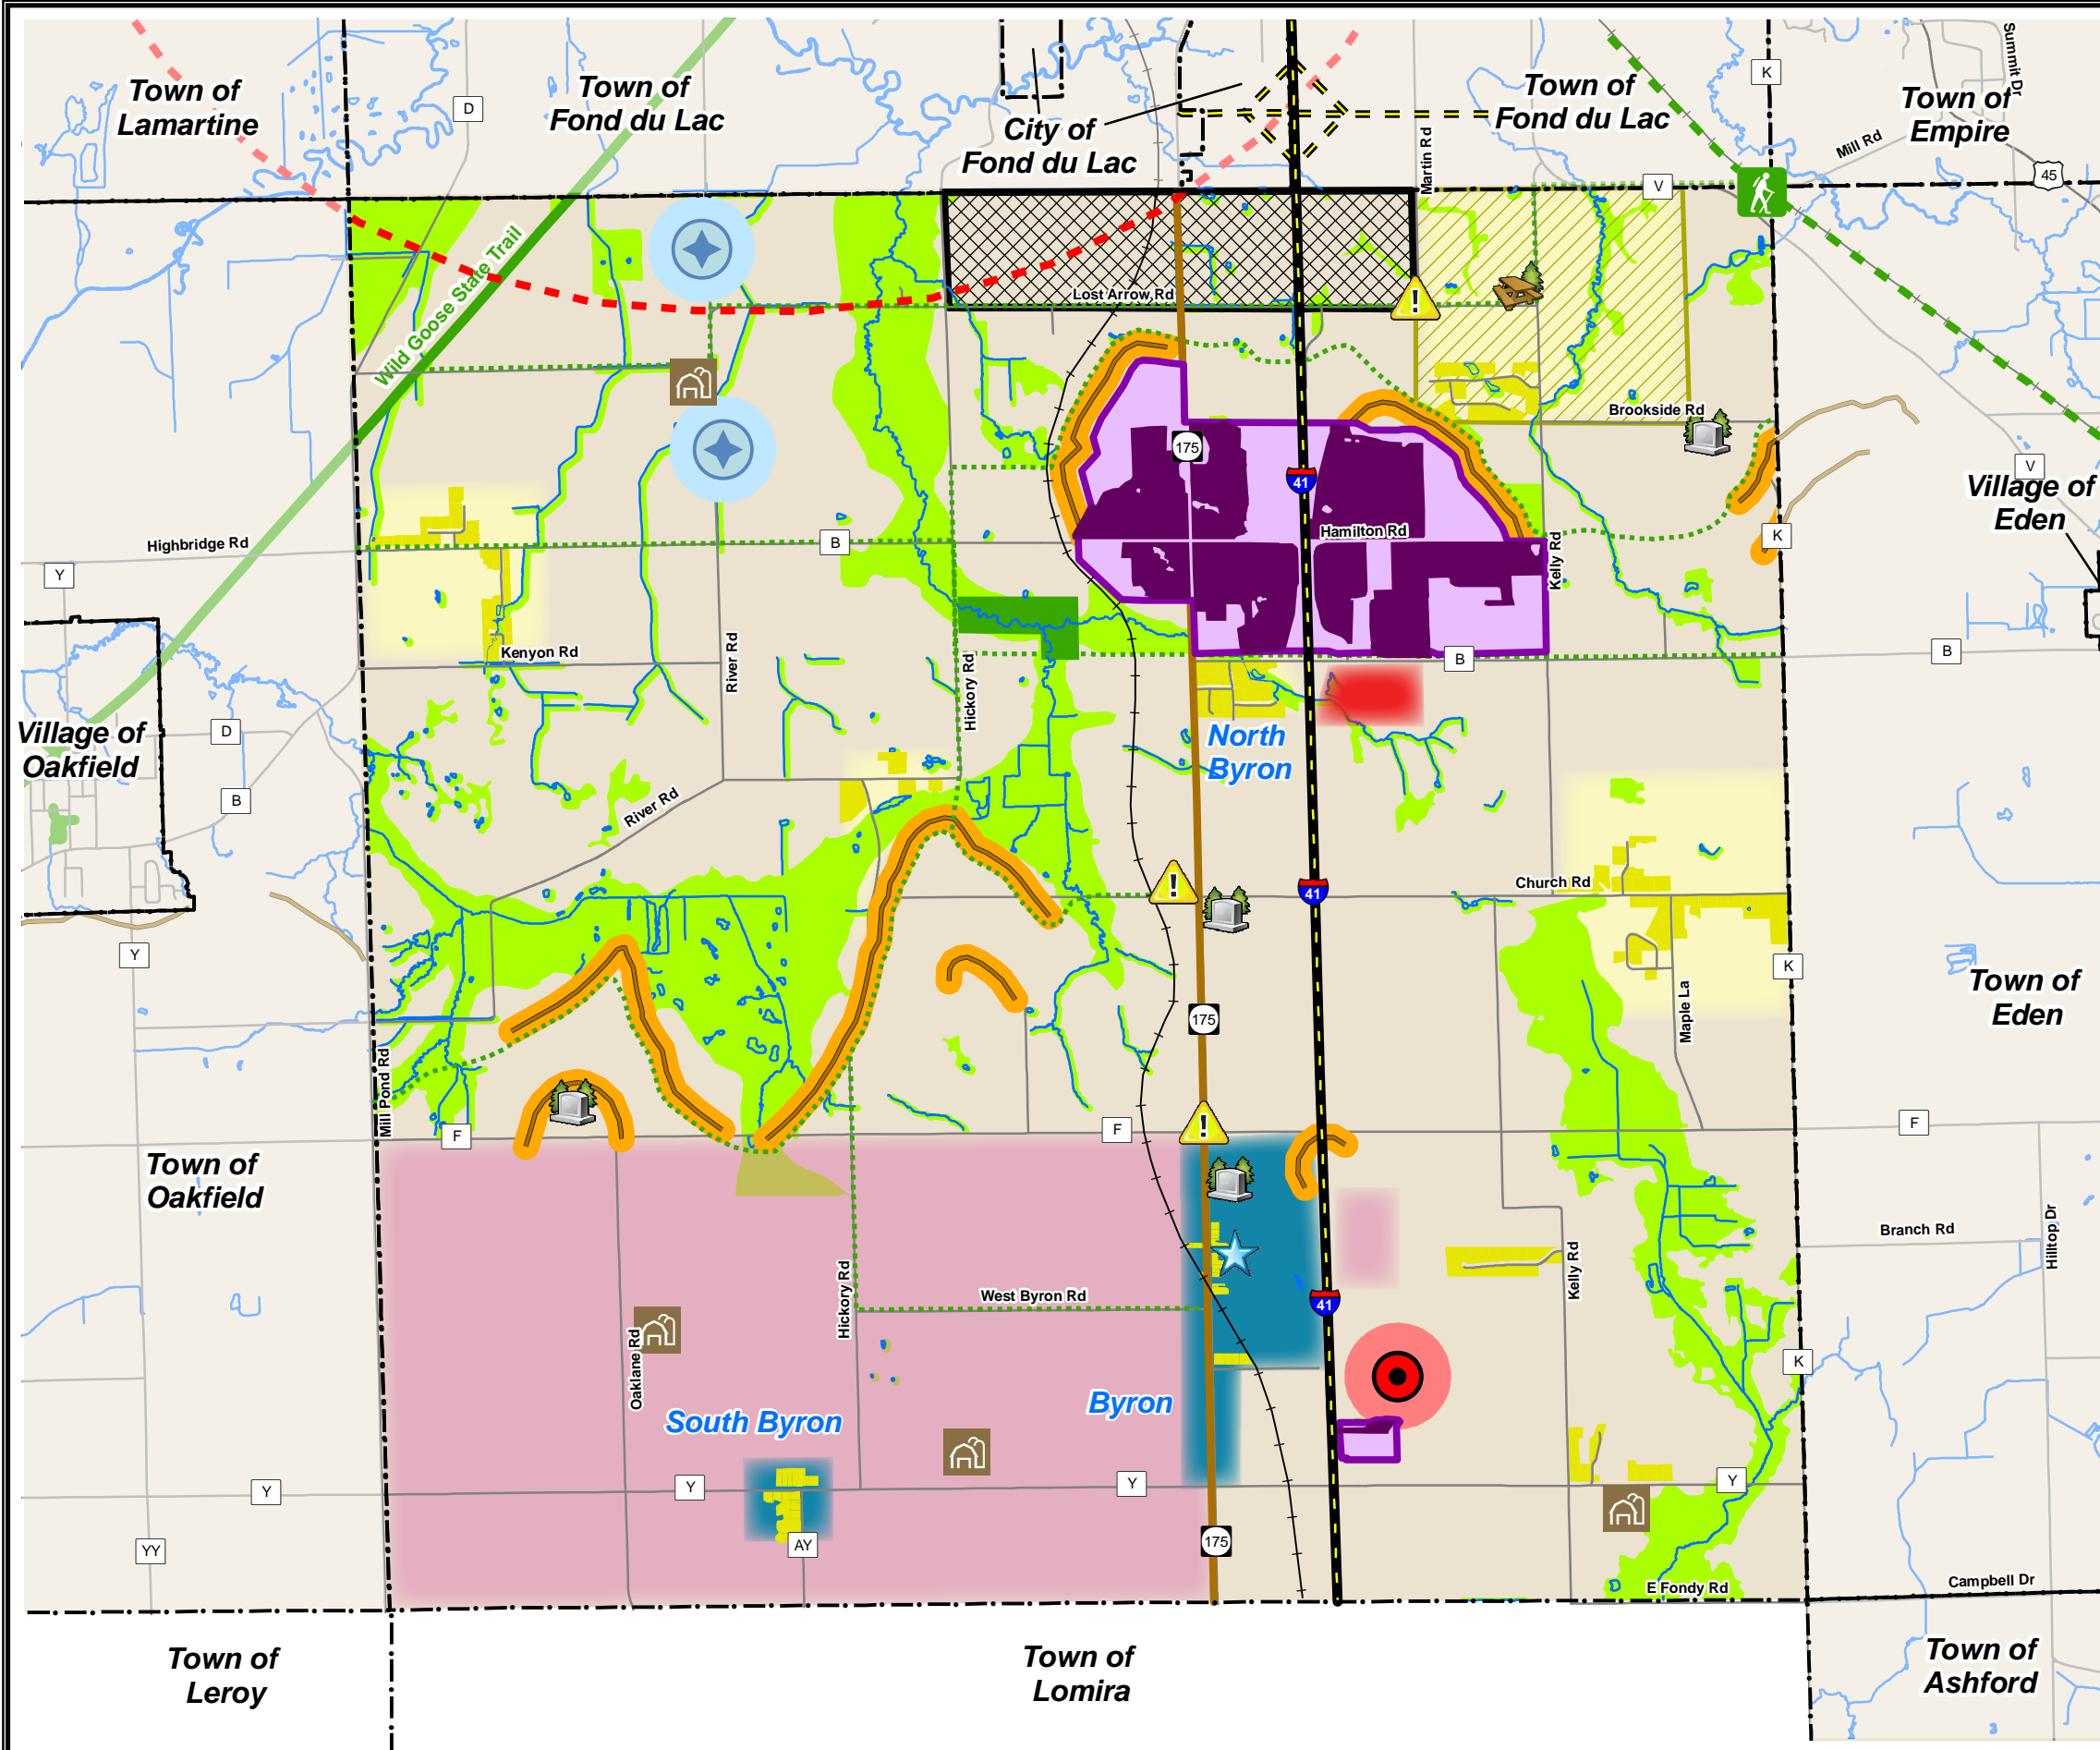 Town of
Lamartine
D
Town of
Fond du Lac
City of
Fond du Lac
Town of
Fond du Lac
Martin Rd
K
Summit Dr
Town of
Empire
Mill Rd
45
V
Wild Goose State Trail
Lost Arrow Rd
!
Brookside Rd
175
41
V
Village of
Eden
Highbridge Rd
B
Hamilton Rd
Kelly Rd
K
Y
Kenyon Rd
River Rd
Hickory Rd
B
B
Village of
Oakfield
D
B
North
Byron
River Rd
!
41
Church Rd
Y
K
Town of
Eden
175
Maple La
Mill Pond Rd
F
F
!
F
Town of
Oakfield
Branch Rd
Hilltop Dr
Kelly Rd
Hickory Rd
West Byron Rd
41
Oaklane Rd
K
South Byron
Byron
Y
Y
Y
Y
YY
AY
175
E Fondy Rd
Campbell Dr
Town of
Leroy
Town of
Lomira
Town of
Ashford